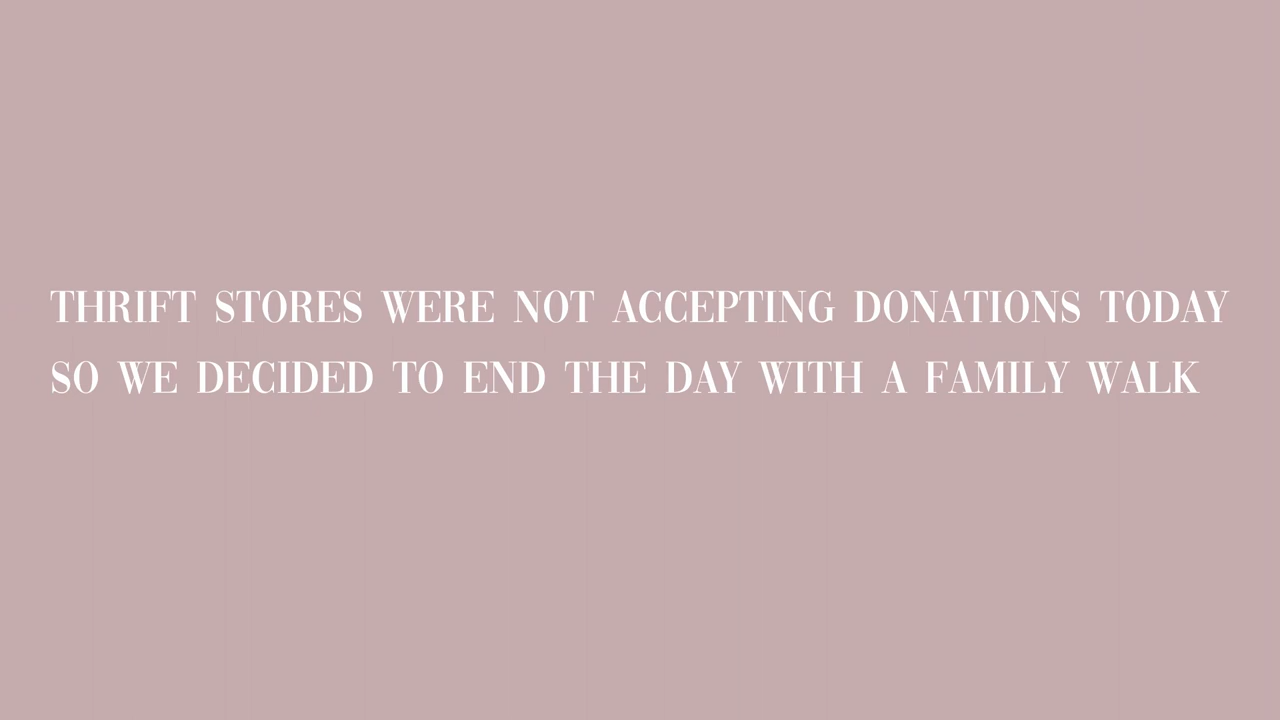 THRIFT STORES WERE NOT ACCEPTING DONATIONS TODAY
SO WE DECIDED TO END THE DAY WITH A FAMILY WALK